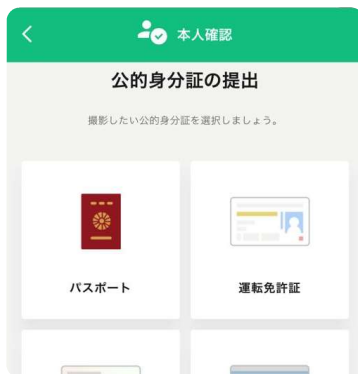 本人確認
公的身分証の提出
撮影したい公的身分証を選択しましょう。
パスポート
運転免許証